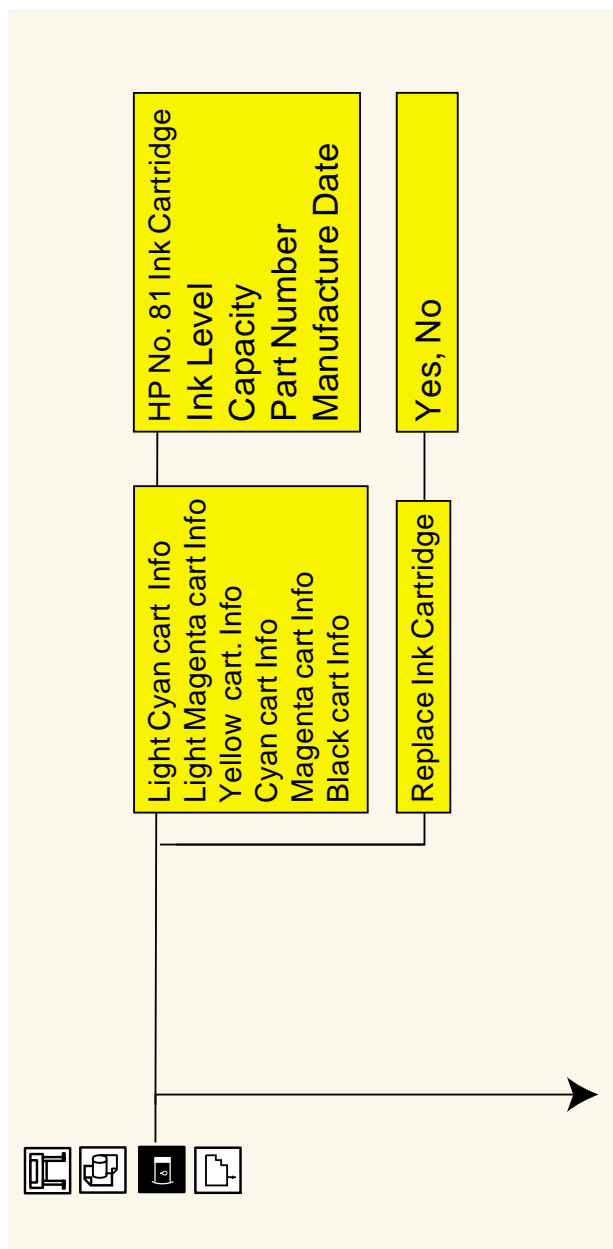 Light Cyan cart Info
Light Magenta cart Info
Yellow cart. Info
Cyan cart Info
Magenta cart Info
Black cart Info
HP No. 81 Ink Cartridge
Ink Level
Capacity
Part Number
Manufacture Date
Replace Ink Cartridge
Yes, No